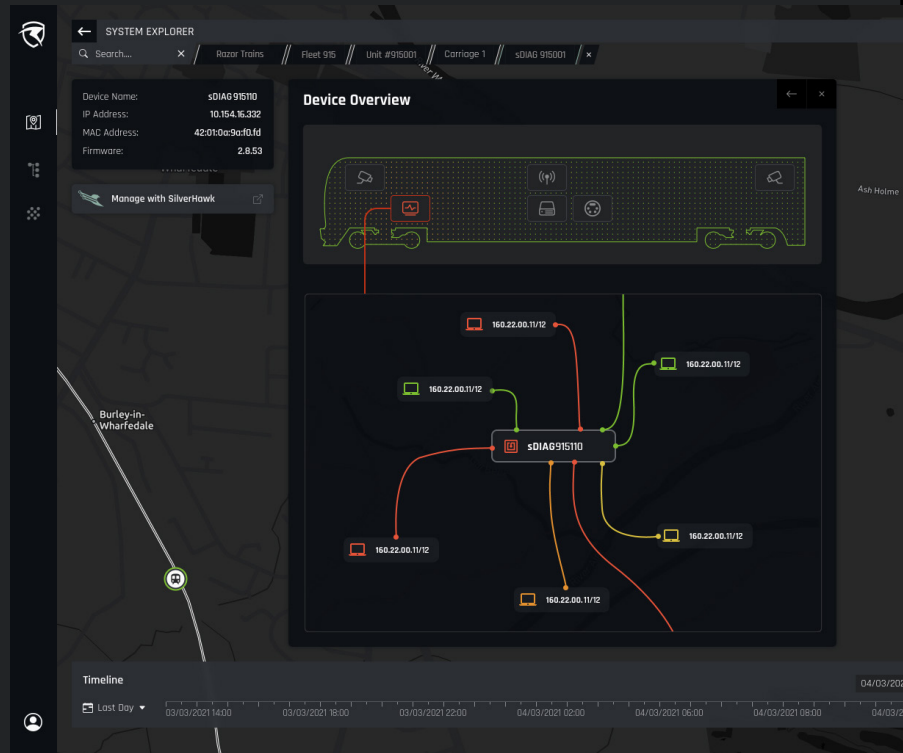 SYSTEM EXPLORER
Search.... × Razor Trains Fleet 915 Unit #915001 Carriage 1 sDIAG 915001 ×
Device Name: sDIAG 915110
IP Address: 10.154.16.332
MAC Address: 42:01:0a:9a:f0.fd
Firmware: 2.8.53
Manage with SilverHawk
Device Overview
Ash Holme
160.22.00.11/12
160.22.00.11/12
160.22.00.11/12
sDIAG915110
160.22.00.11/12
160.22.00.11/12
160.22.00.11/12
Burley-in-
Wharfedale
Timeline
Last Day
03/03/2021 14:00 03/03/2021 18:00 03/03/2021 22:00 04/03/2021 02:00 04/03/2021 06:00 04/03/2021 08:00